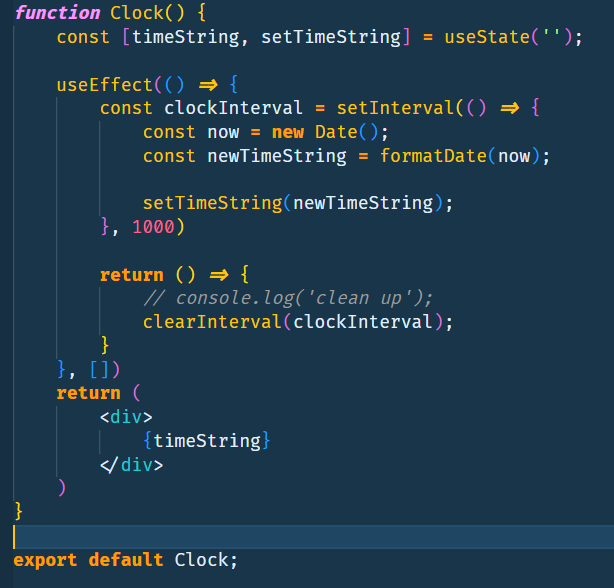 function Clock() {
const [timeString, setTimeString] = useState('');
useEffect(() => {
const clockInterval = setInterval(() => {
const now = new Date();
const newTimeString = formatDate(now);
setTimeString(newTimeString);
}, 1000)
return () => {
// console.log('clean up');
clearInterval(clockInterval);
}
}, [])
return (
<div>
{timeString}
</div>
)
}
export default Clock;